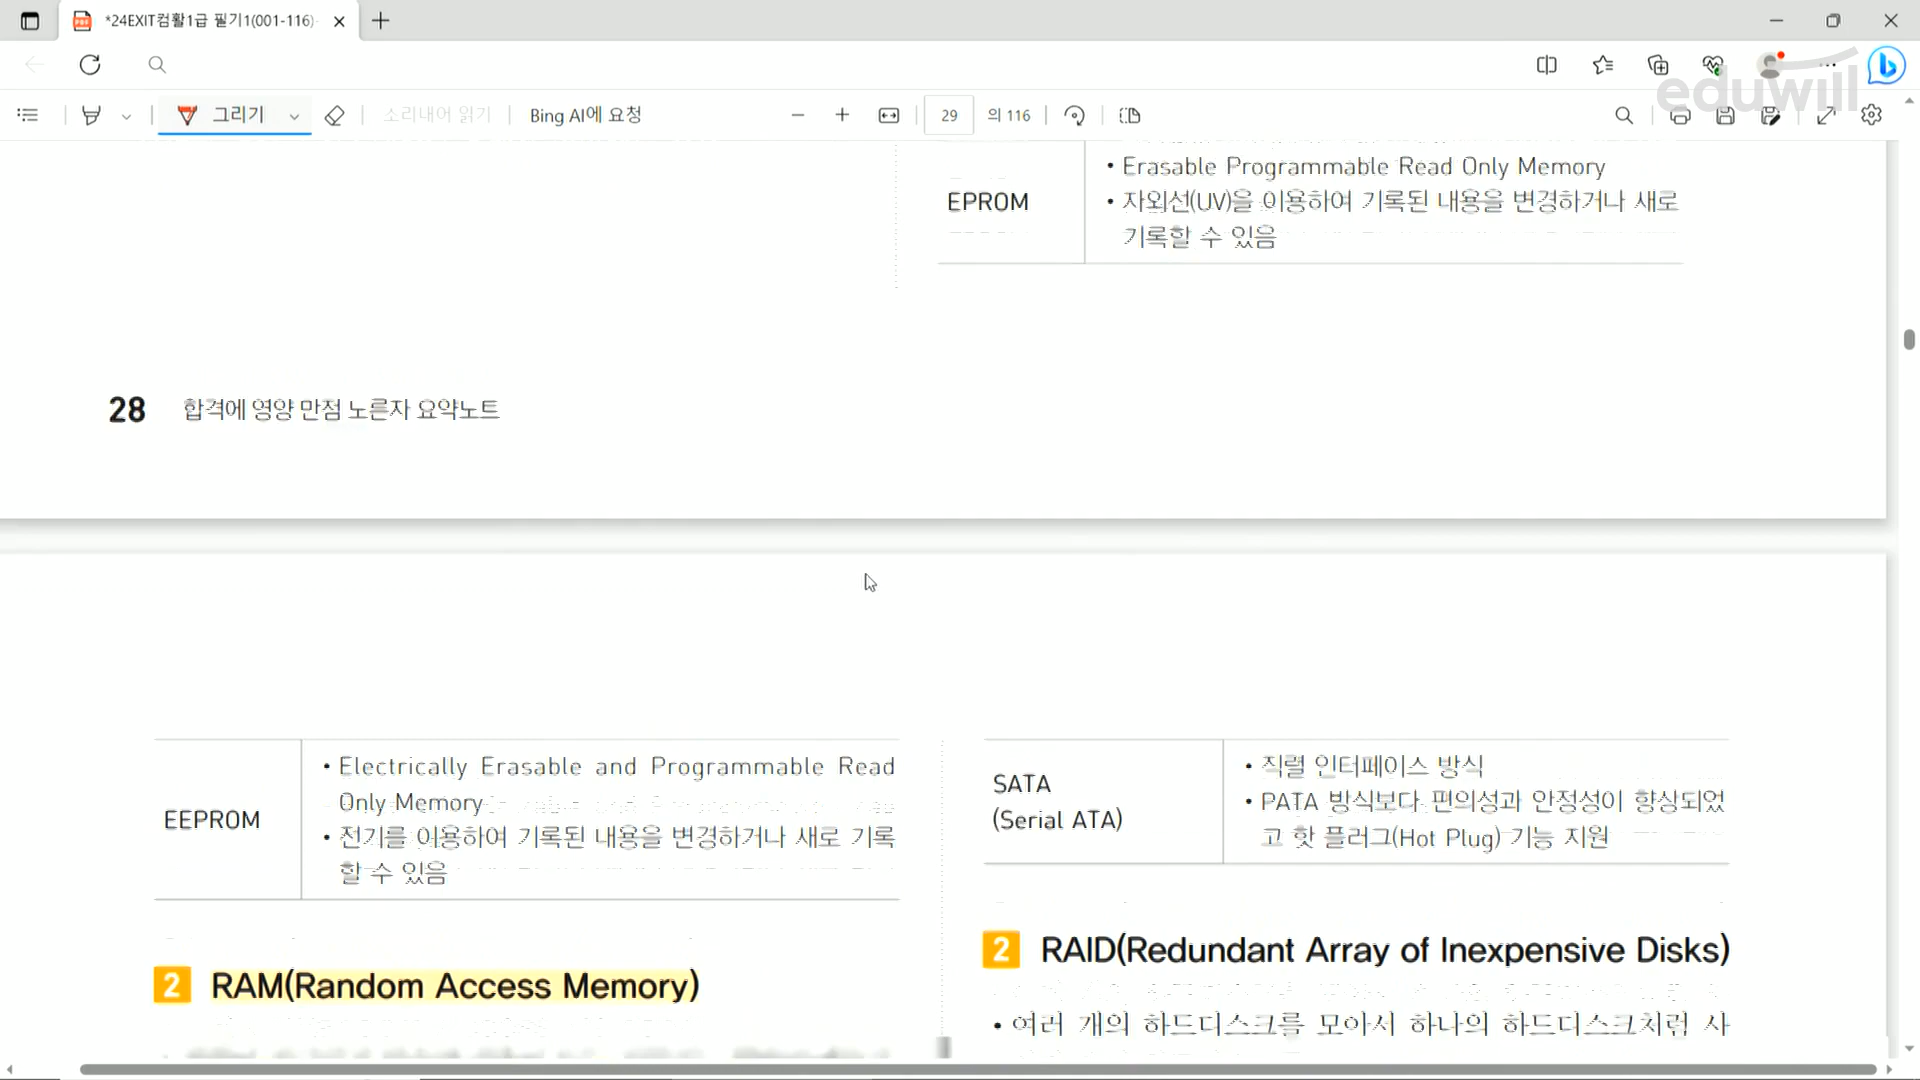 *24EXIT컴활1급 필기1(001-116)
eduwill
그리기
소리내어 읽기
Bing AI에 요청
29
의 116
EPROM
• Erasable Programmable Read Only Memory
• 자외선(UV)을 이용하여 기록된 내용을 변경하거나 새로
기록할 수 있음
28 합격에 영양 만점 노른자 요약노트
EEPROM
• Electrically Erasable and Programmable Read
Only Memory
• 전기를 이용하여 기록된 내용을 변경하거나 새로 기록
할 수 있음
2 RAM(Random Access Memory)
SATA
(Serial ATA)
• 직렬 인터페이스 방식
• PATA 방식보다 편의성과 안정성이 향상되었
고 핫 플러그(Hot Plug) 기능 지원
2 RAID(Redundant Array of Inexpensive Disks)
• 여러 개의 하드디스크를 모아서 하나의 하드디스크처럼 사